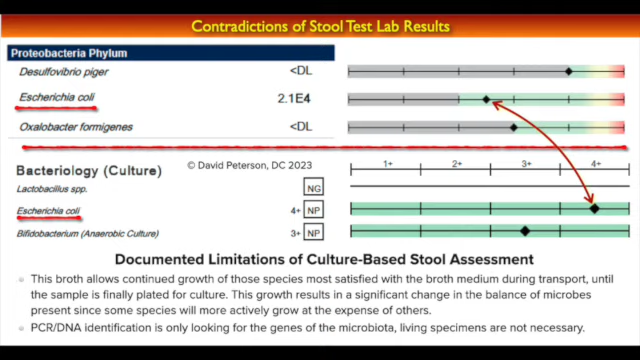 Contradictions of Stool Test Lab Results
Proteobacteria Phylum
Desulfovibrio piger <DL
Escherichia coli 2.1E4
Oxalobacter formigenes <DL
© David Peterson, DC 2023
1+ 2+ 3+ 4+
Bacteriology (Culture)
Lactobacillus spp. NG
Escherichia coli 4+ NP
Bifidobacterium (Anaerobic Culture) 3+ NP
Documented Limitations of Culture-Based Stool Assessment
This broth allows continued growth of those species most satisfied with the broth medium during transport, until
the sample is finally plated for culture. This growth results in a significant change in the balance of microbes
present since some species will more actively grow at the expense of others.
PCR/DNA identification is only looking for the genes of the microbiota, living specimens are not necessary.